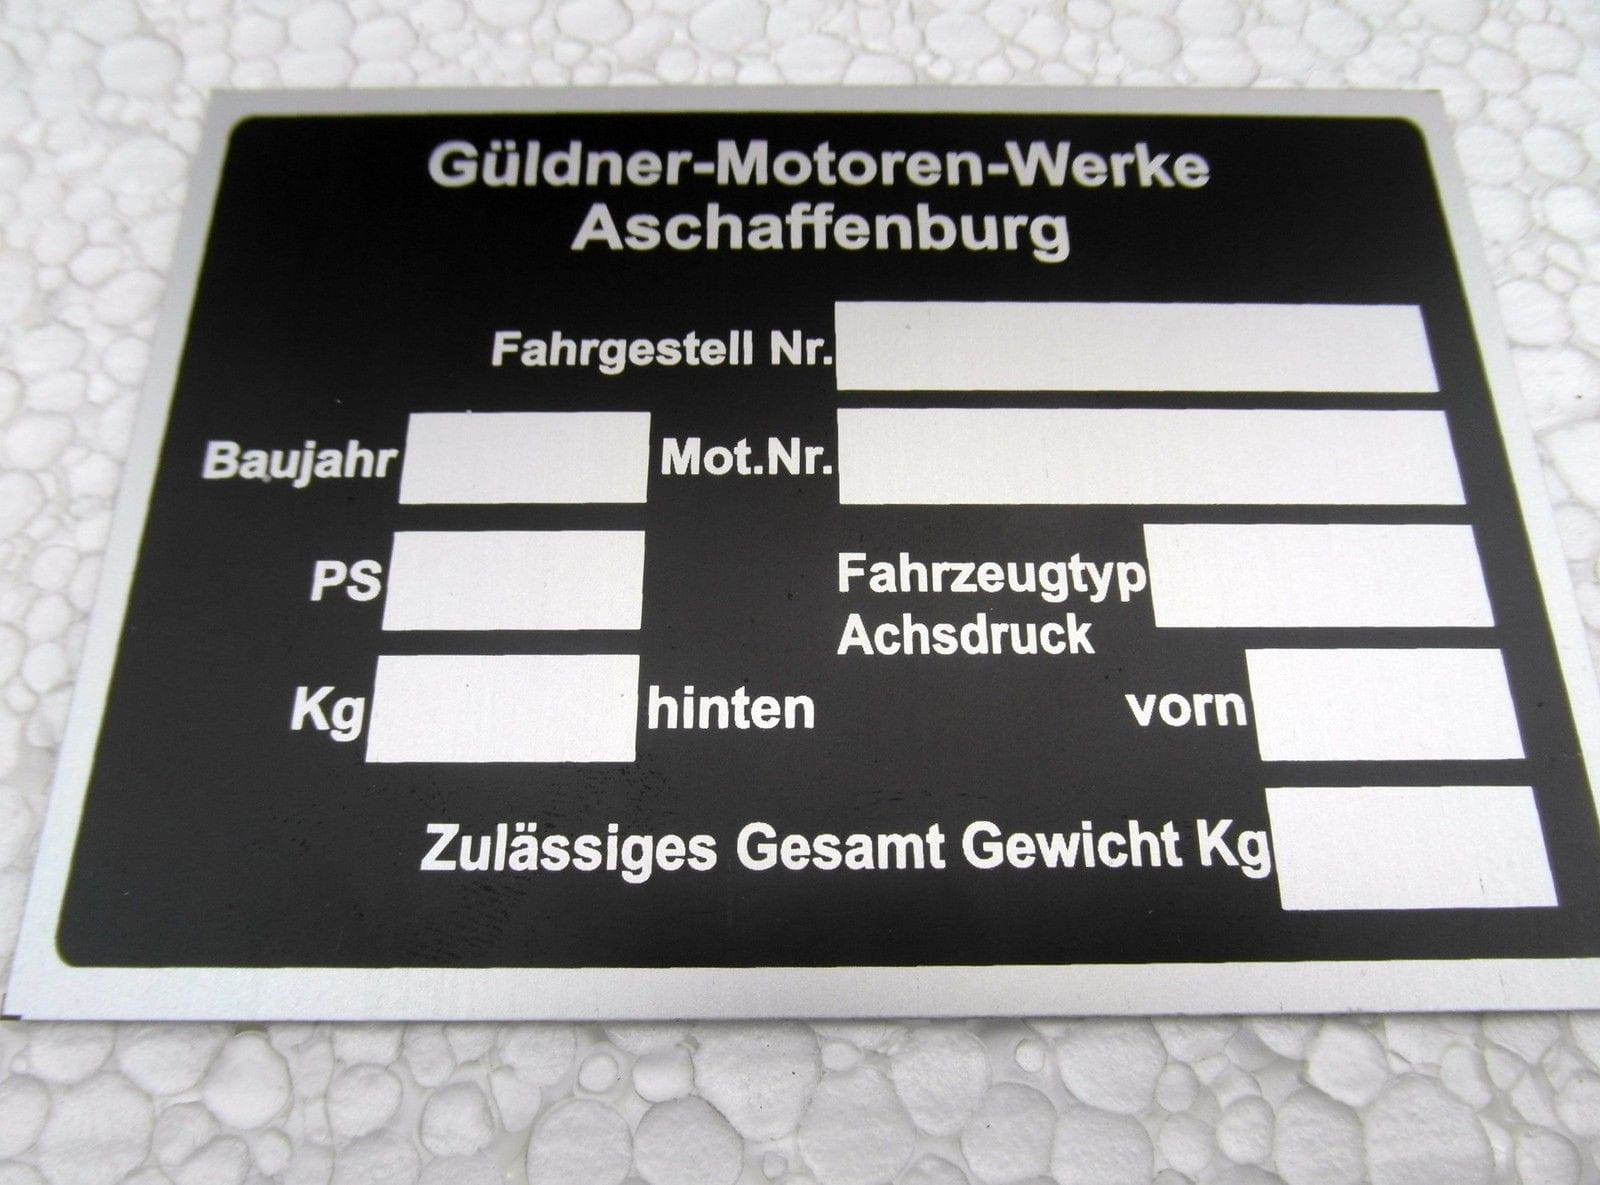 Güldner-Motoren-Werke
Aschaffenburg
Fahrgestell Nr.
Baujahr Mot.Nr.
PS Fahrzeugtyp
Achsdruck
Kg hinten vorn
Zulässiges Gesamt Gewicht Kg